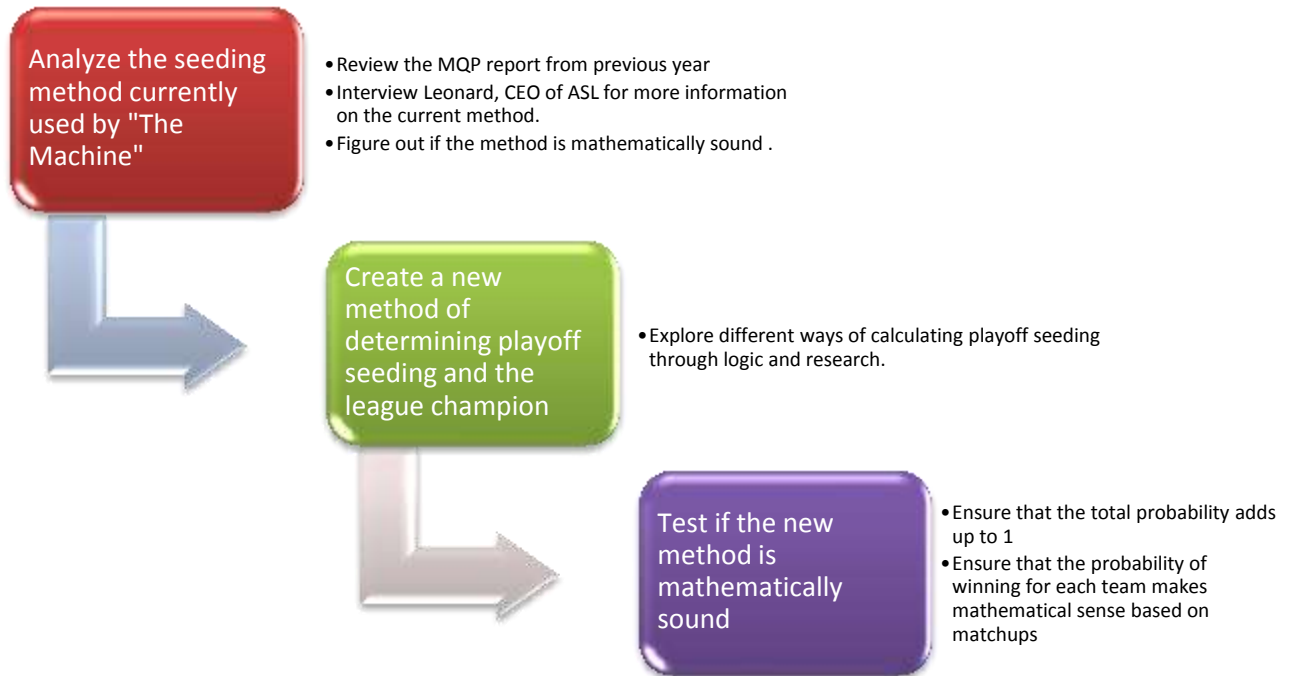 Analyze the seeding
method currently
used by "The
Machine"
•Review the MQP report from previous year
•Interview Leonard, CEO of ASL for more information
on the current method.
•Figure out if the method is mathematically sound .
Create a new
method of
determining playoff
seeding and the
league champion
•Explore different ways of calculating playoff seeding
through logic and research.
Test if the new
method is
mathematically
sound
•Ensure that the total probability adds
up to 1
•Ensure that the probability of
winning for each team makes
mathematical sense based on
matchups